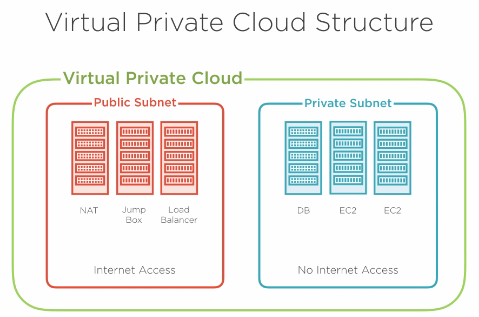 Virtual Private Cloud Structure
Virtual Private Cloud
Public Subnet
NAT
Jump
Box
Load
Balancer
Internet Access
Private Subnet
DB
EC2
EC2
No Internet Access